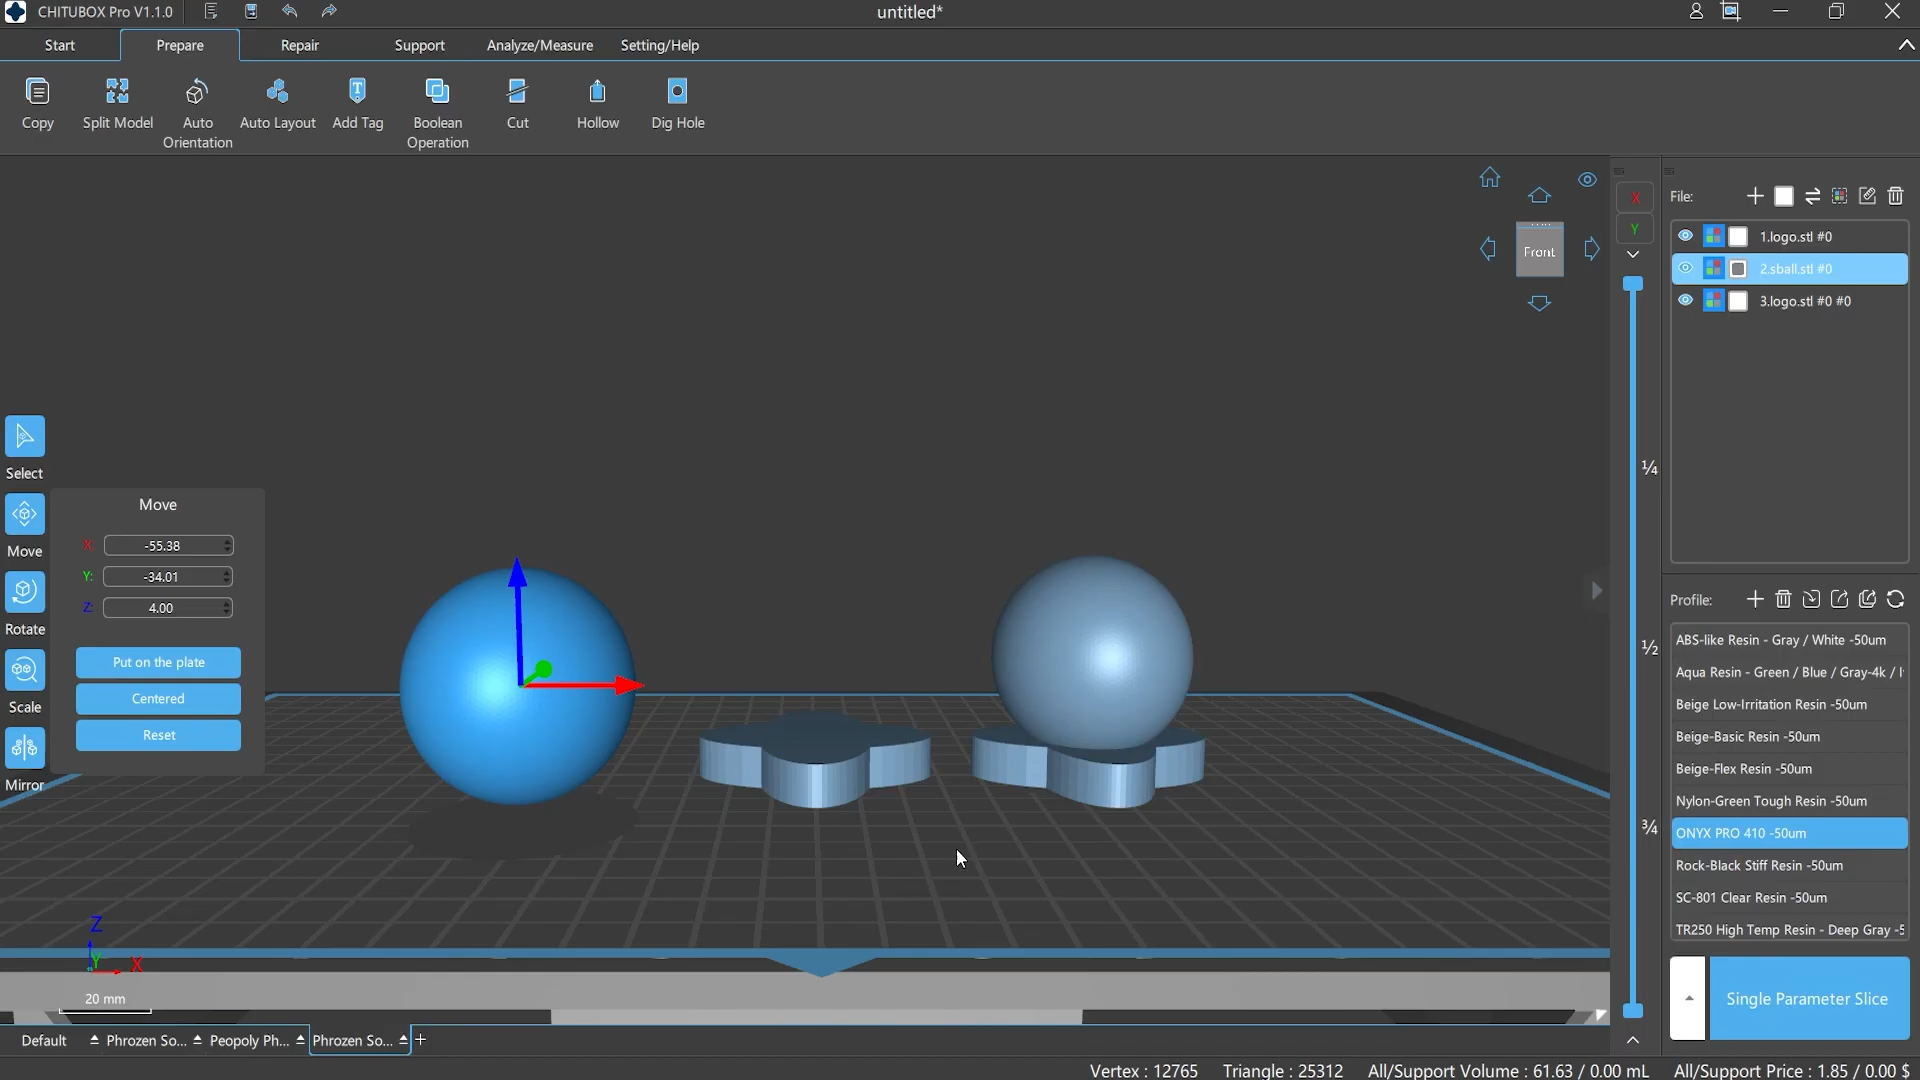 CHITUBOX Pro V1.1.0
untitled*
Start
Prepare
Repair
Support
Analyze/Measure
Setting/Help
Copy
Split Model
Auto
Orientation
Auto Layout
Add Tag
Boolean
Operation
Cut
Hollow
Dig Hole
Front
X
Y
File:
1.logo.stl #0
2.sball.stl #0
3.logo.stl #0 #0
Select
Move
Rotate
Scale
Mirror
Move
X: -55.38
Y: -34.01
Z: 4.00
Put on the plate
Centered
Reset
¼
½
¾
Profile:
ABS-like Resin - Gray / White -50um
Aqua Resin - Green / Blue / Gray-4k /
Beige Low-Irritation Resin -50um
Beige-Basic Resin -50um
Beige-Flex Resin -50um
Nylon-Green Tough Resin -50um
ONYX PRO 410 -50um
Rock-Black Stiff Resin -50um
SC-801 Clear Resin -50um
TR250 High Temp Resin - Deep Gray -5
Single Parameter Slice
Z
Y
X
20 mm
Default
Phrozen So...
Peopoly Ph...
Phrozen So...
Vertex : 12765
Triangle : 25312
All/Support Volume : 61.63 / 0.00 mL
All/Support Price : 1.85 / 0.00 $